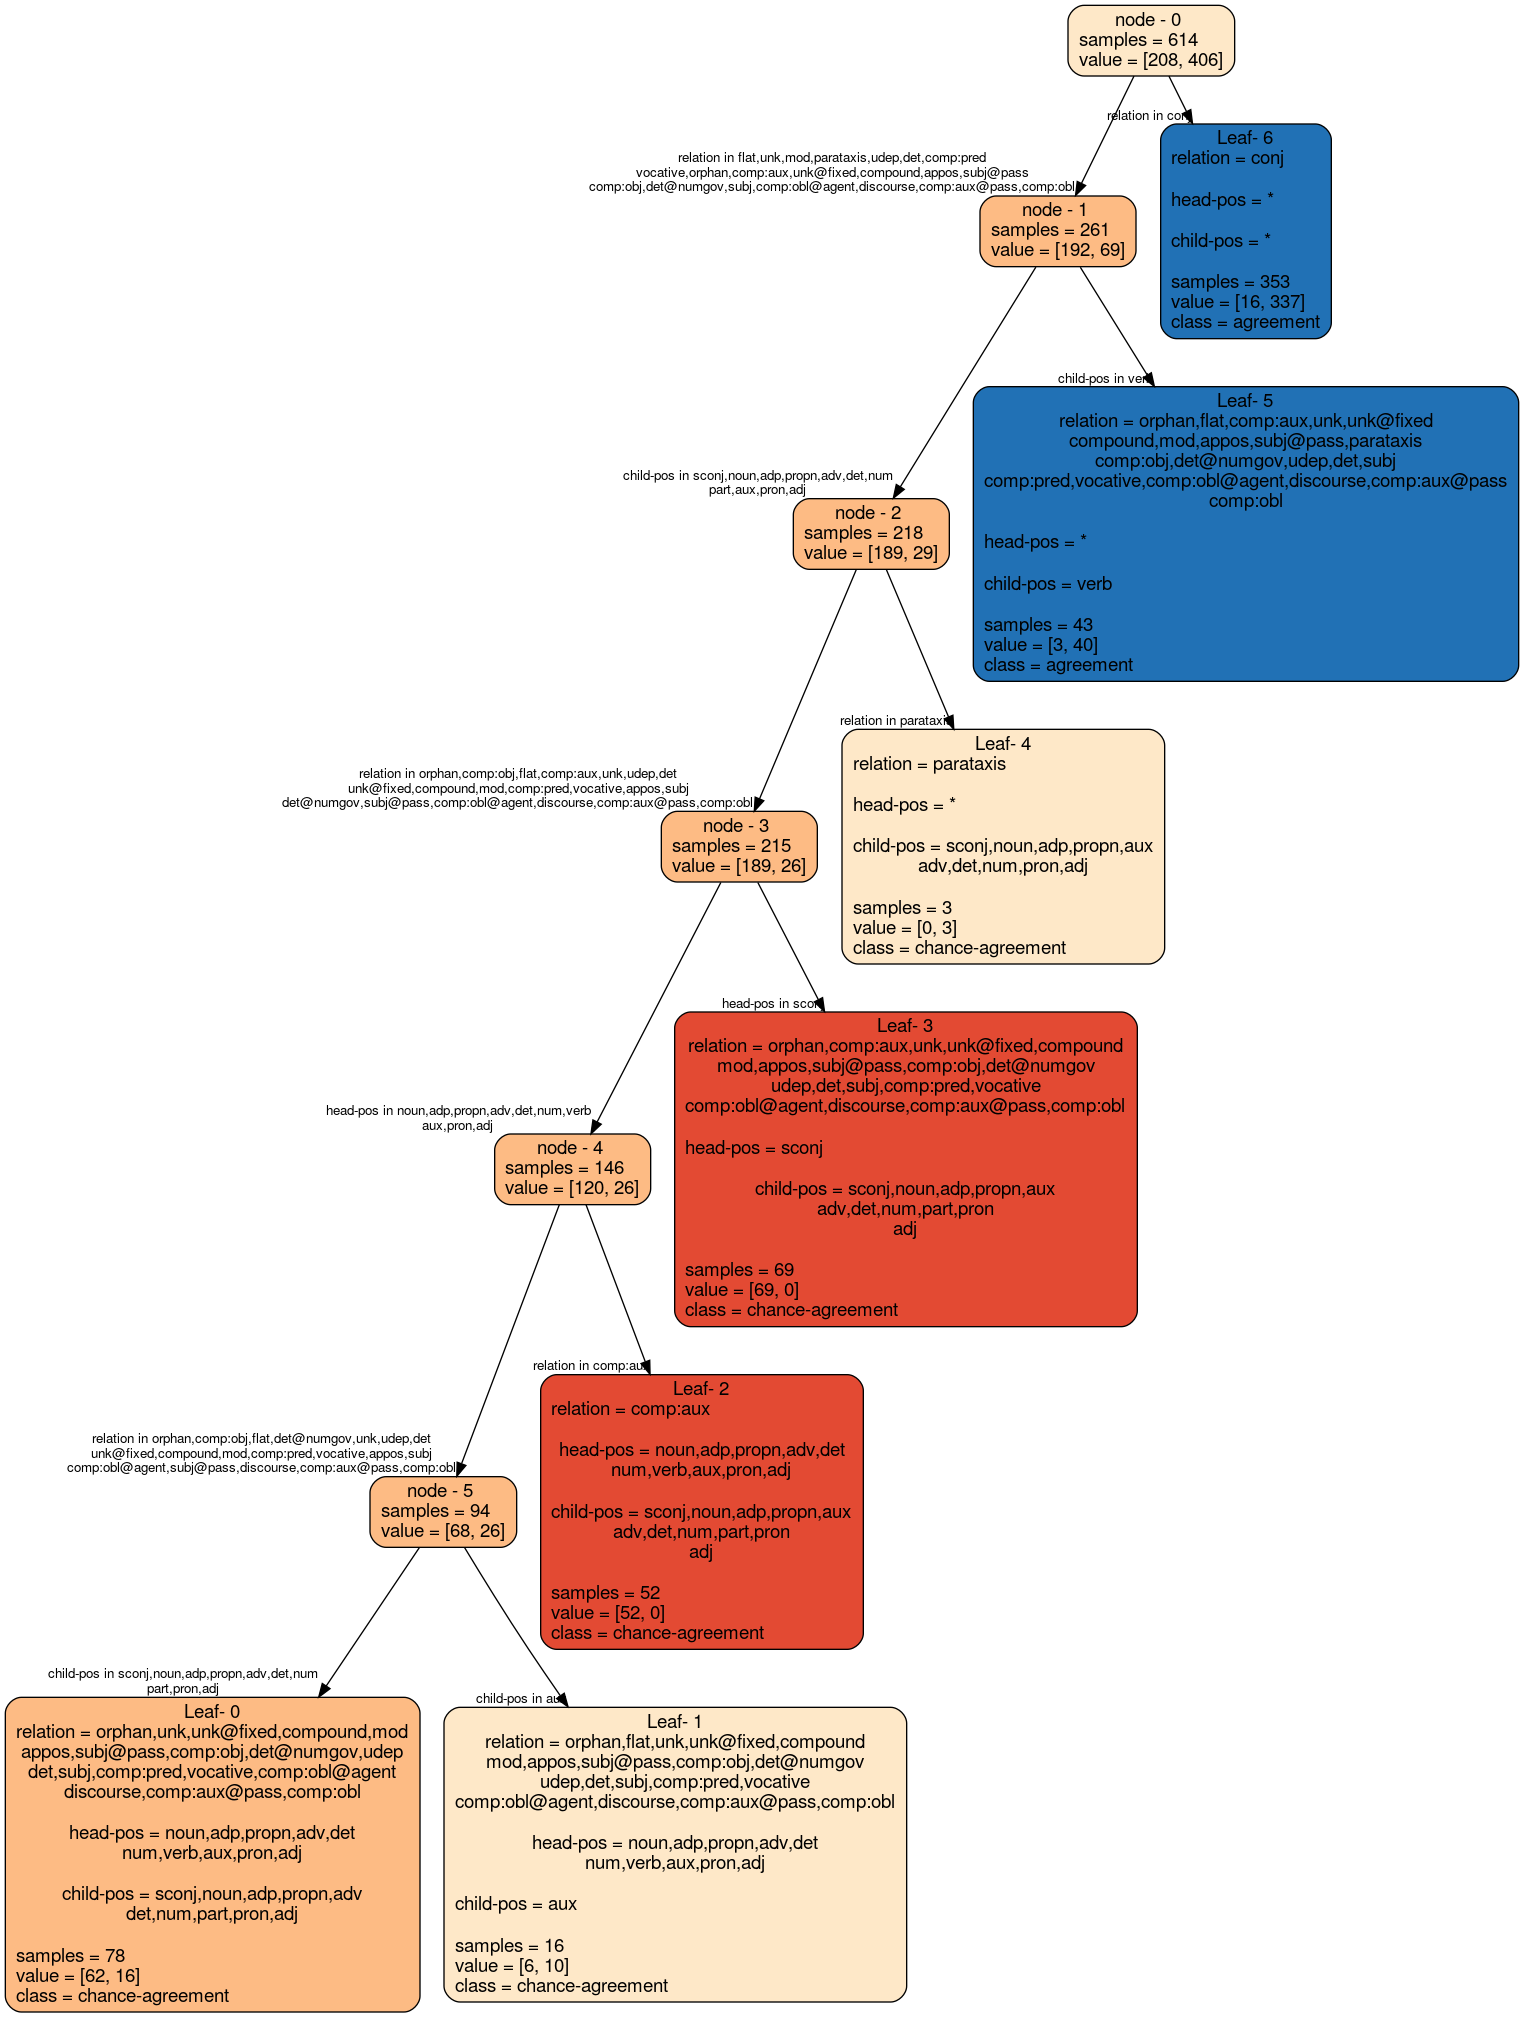 node - 0
samples = 614
value = [208, 406]
relation in conj
Leaf- 6
relation = conj
head-pos = *
child-pos = *
samples = 353
value = [16, 337]
class = agreement
relation in flat,unk,mod,parataxis,udep,det,comp:pred
vocative,orphan,comp:aux,unk@fixed,compound,appos,subj@pass
comp:obj,det@numgov,subj,comp:obl@agent,discourse,comp:aux@pass,comp:obl
node - 1
samples = 261
value = [192, 69]
child-pos in verb
Leaf- 5
relation = orphan,flat,comp:aux,unk,unk@fixed
compound,mod,appos,subj@pass,parataxis
comp:obj,det@numgov,udep,det,subj
comp:pred,vocative,comp:obl@agent,discourse,comp:aux@pass
comp:obl
head-pos = *
child-pos = verb
samples = 43
value = [3, 40]
class = agreement
child-pos in sconj,noun,adp,propn,adv,det,num
part,aux,pron,adj
node - 2
samples = 218
value = [189, 29]
relation in parataxis
Leaf- 4
relation = parataxis
head-pos = *
child-pos = sconj,noun,adp,propn,aux
adv,det,num,pron,adj
samples = 3
value = [0, 3]
class = chance-agreement
relation in orphan,comp:obj,flat,comp:aux,unk,udep,det
unk@fixed,compound,mod,comp:pred,vocative,appos,subj
det@numgov,subj@pass,comp:obl@agent,discourse,comp:aux@pass,comp:obl
node - 3
samples = 215
value = [189, 26]
head-pos in sconj
Leaf- 3
relation = orphan,comp:aux,unk,unk@fixed,compound
mod,appos,subj@pass,comp:obj,det@numgov
udep,det,subj,comp:pred,vocative
comp:obl@agent,discourse,comp:aux@pass,comp:obl
head-pos = sconj
child-pos = sconj,noun,adp,propn,aux
adv,det,num,part,pron
adj
samples = 69
value = [69, 0]
class = chance-agreement
head-pos in noun,adp,propn,adv,det,num,verb
aux,pron,adj
node - 4
samples = 146
value = [120, 26]
relation in comp:aux
Leaf- 2
relation = comp:aux
head-pos = noun,adp,propn,adv,det
num,verb,aux,pron,adj
child-pos = sconj,noun,adp,propn,aux
adv,det,num,part,pron
adj
samples = 52
value = [52, 0]
class = chance-agreement
relation in orphan,comp:obj,flat,det@numgov,unk,udep,det
unk@fixed,compound,mod,comp:pred,vocative,appos,subj
comp:obl@agent,subj@pass,discourse,comp:aux@pass,comp:obl
node - 5
samples = 94
value = [68, 26]
child-pos in sconj,noun,adp,propn,adv,det,num
part,pron,adj
Leaf- 0
relation = orphan,unk,unk@fixed,compound,mod
appos,subj@pass,comp:obj,det@numgov,udep
det,subj,comp:pred,vocative,comp:obl@agent
discourse,comp:aux@pass,comp:obl
head-pos = noun,adp,propn,adv,det
num,verb,aux,pron,adj
child-pos = sconj,noun,adp,propn,adv
det,num,part,pron,adj
samples = 78
value = [62, 16]
class = chance-agreement
child-pos in aux
Leaf- 1
relation = orphan,flat,unk,unk@fixed,compound
mod,appos,subj@pass,comp:obj,det@numgov
udep,det,subj,comp:pred,vocative
comp:obl@agent,discourse,comp:aux@pass,comp:obl
head-pos = noun,adp,propn,adv,det
num,verb,aux,pron,adj
child-pos = aux
samples = 16
value = [6, 10]
class = chance-agreement